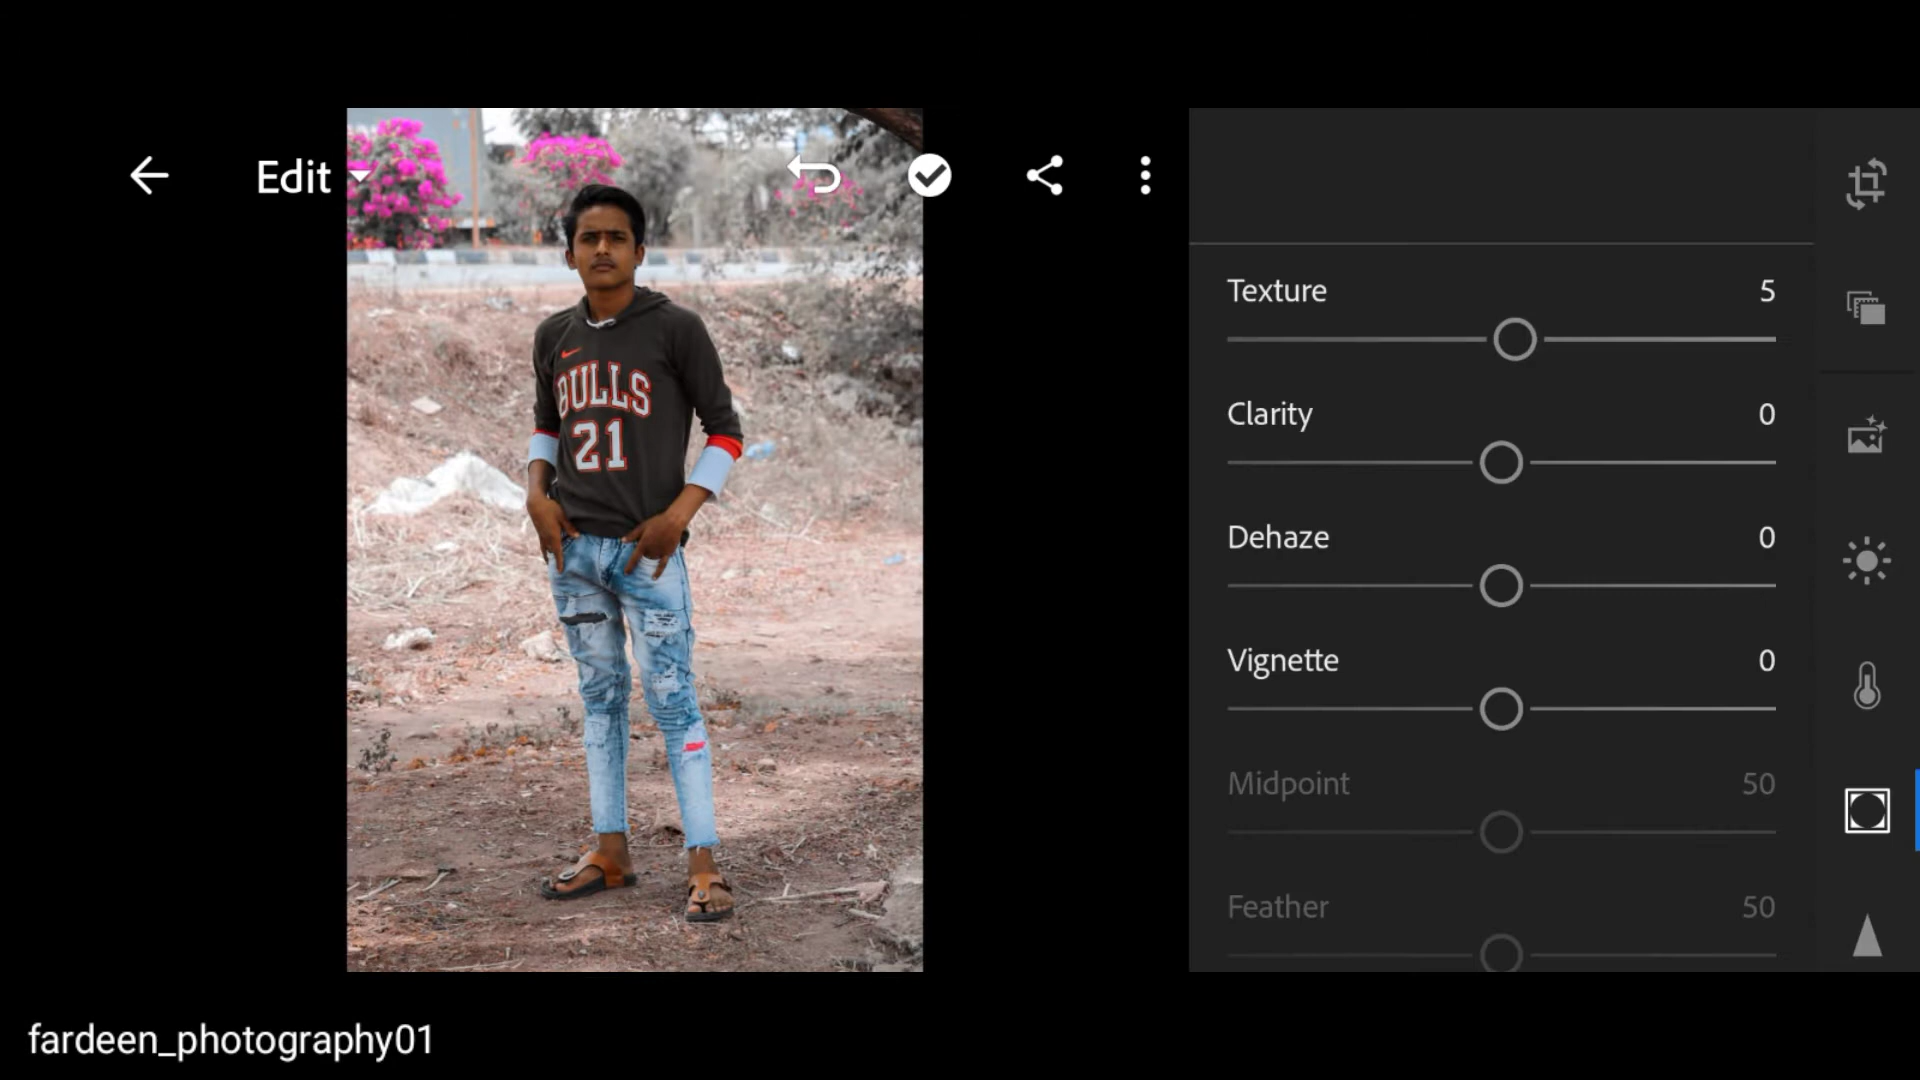 Edit
BULLS
21
Texture 5
Clarity 0
Dehaze 0
Vignette 0
Midpoint 50
Feather 50
fardeen_photography01